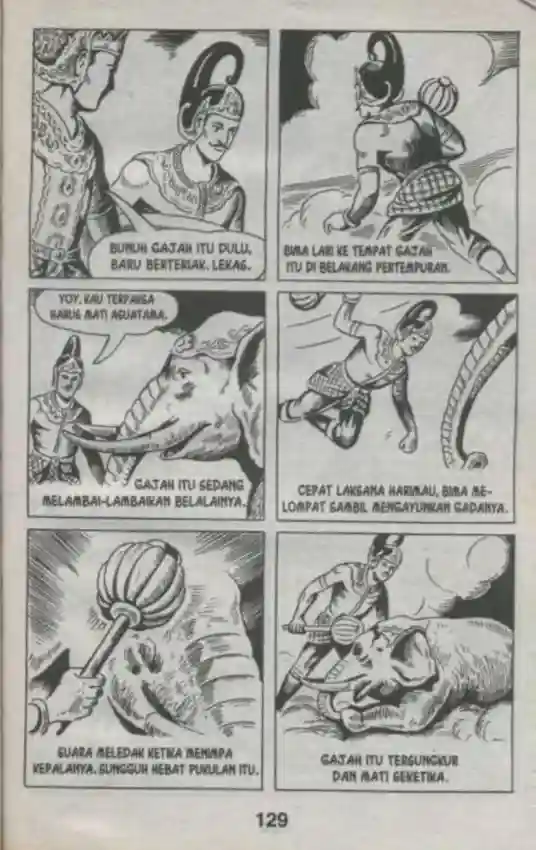 BUNUH GAJAH ITU DULU,
BARU BERTERIAK. LEKAS.
BIMA LARI KE TEMPAT GAJAH
ITU DI BELAKANG PERTEMPURAN.
YOY. KAU TERPAKSA
HARUS MATI AGUATAMA.
GAJAH ITU SEDANG
MELAMBAI-LAMBAIKAN BELALAINYA.
CEPAT LAKSANA HARIMAU, BIMA ME-
LOMPAT SAMBIL MENGAYUNKAN GADANYA.
SUARA MELEDAK KETIKA MENIMPA
KEPALANYA. SUNGGUH HEBAT PUKULAN ITU.
GAJAH ITU TERSUNGKUR
DAN MATI SEKETIKA.
129